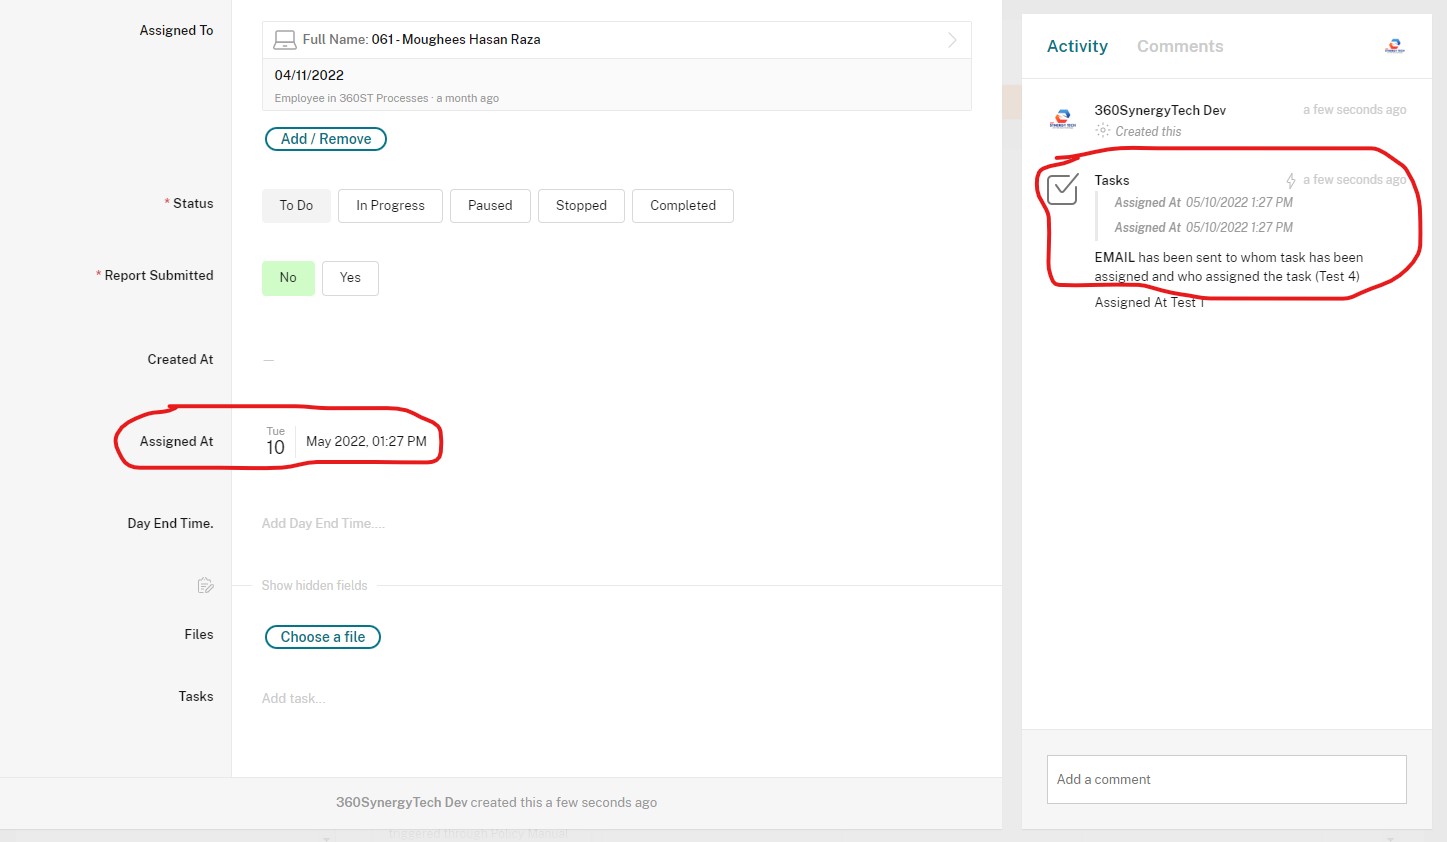 Assigned To
Full Name: 061 - Moughees Hasan Raza
04/11/2022
Employee in 360ST Processes · a month ago
Add / Remove
* Status
To Do
In Progress
Paused
Stopped
Completed
* Report Submitted
No
Yes
Created At
—
Assigned At
Tue
10
May 2022, 01:27 PM
Day End Time.
Add Day End Time....
Show hidden fields
Files
Choose a file
Tasks
Add task...
360SynergyTech Dev created this a few seconds ago
triggered through Policy Manual
Activity
Comments
360SynergyTech Dev
a few seconds ago
Created this
Tasks
a few seconds ago
Assigned At 05/10/2022 1:27 PM
Assigned At 05/10/2022 1:27 PM
EMAIL has been sent to whom task has been
assigned and who assigned the task (Test 4)
Assigned At Test 1
Add a comment